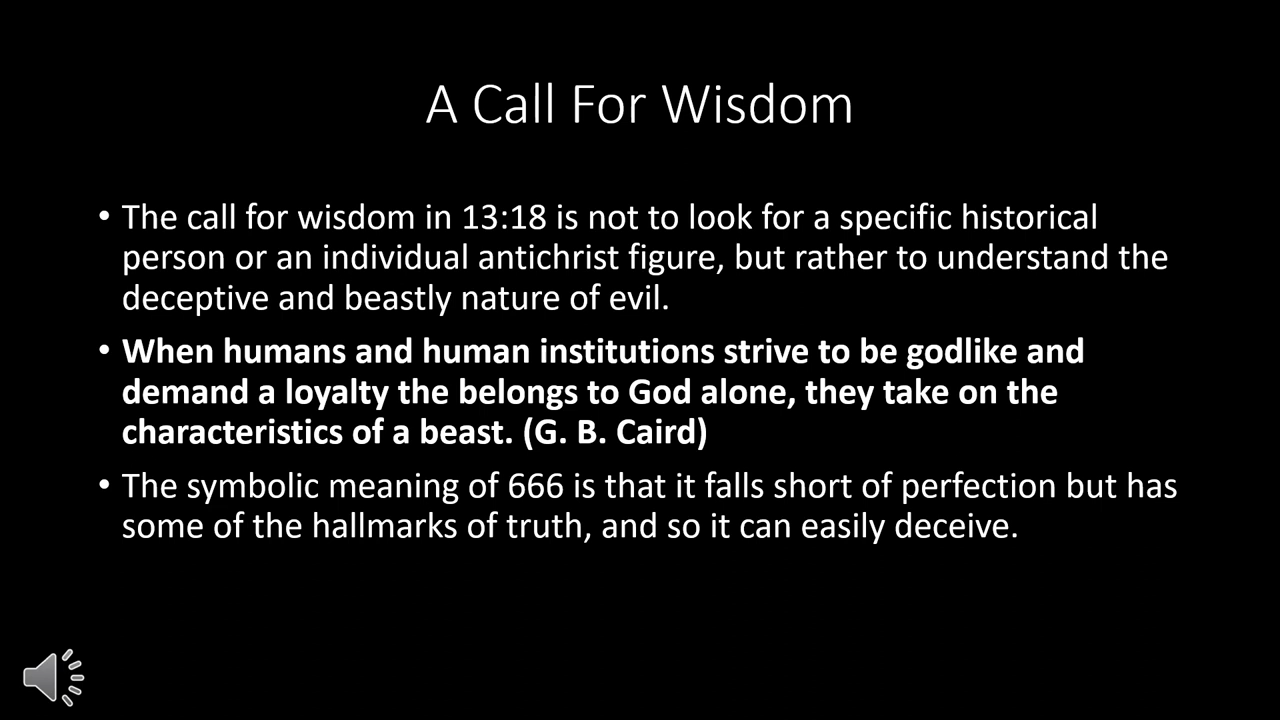 A Call For Wisdom
• The call for wisdom in 13:18 is not to look for a specific historical
person or an individual antichrist figure, but rather to understand the
deceptive and beastly nature of evil.
• When humans and human institutions strive to be godlike and
demand a loyalty the belongs to God alone, they take on the
characteristics of a beast. (G. B. Caird)
• The symbolic meaning of 666 is that it falls short of perfection but has
some of the hallmarks of truth, and so it can easily deceive.